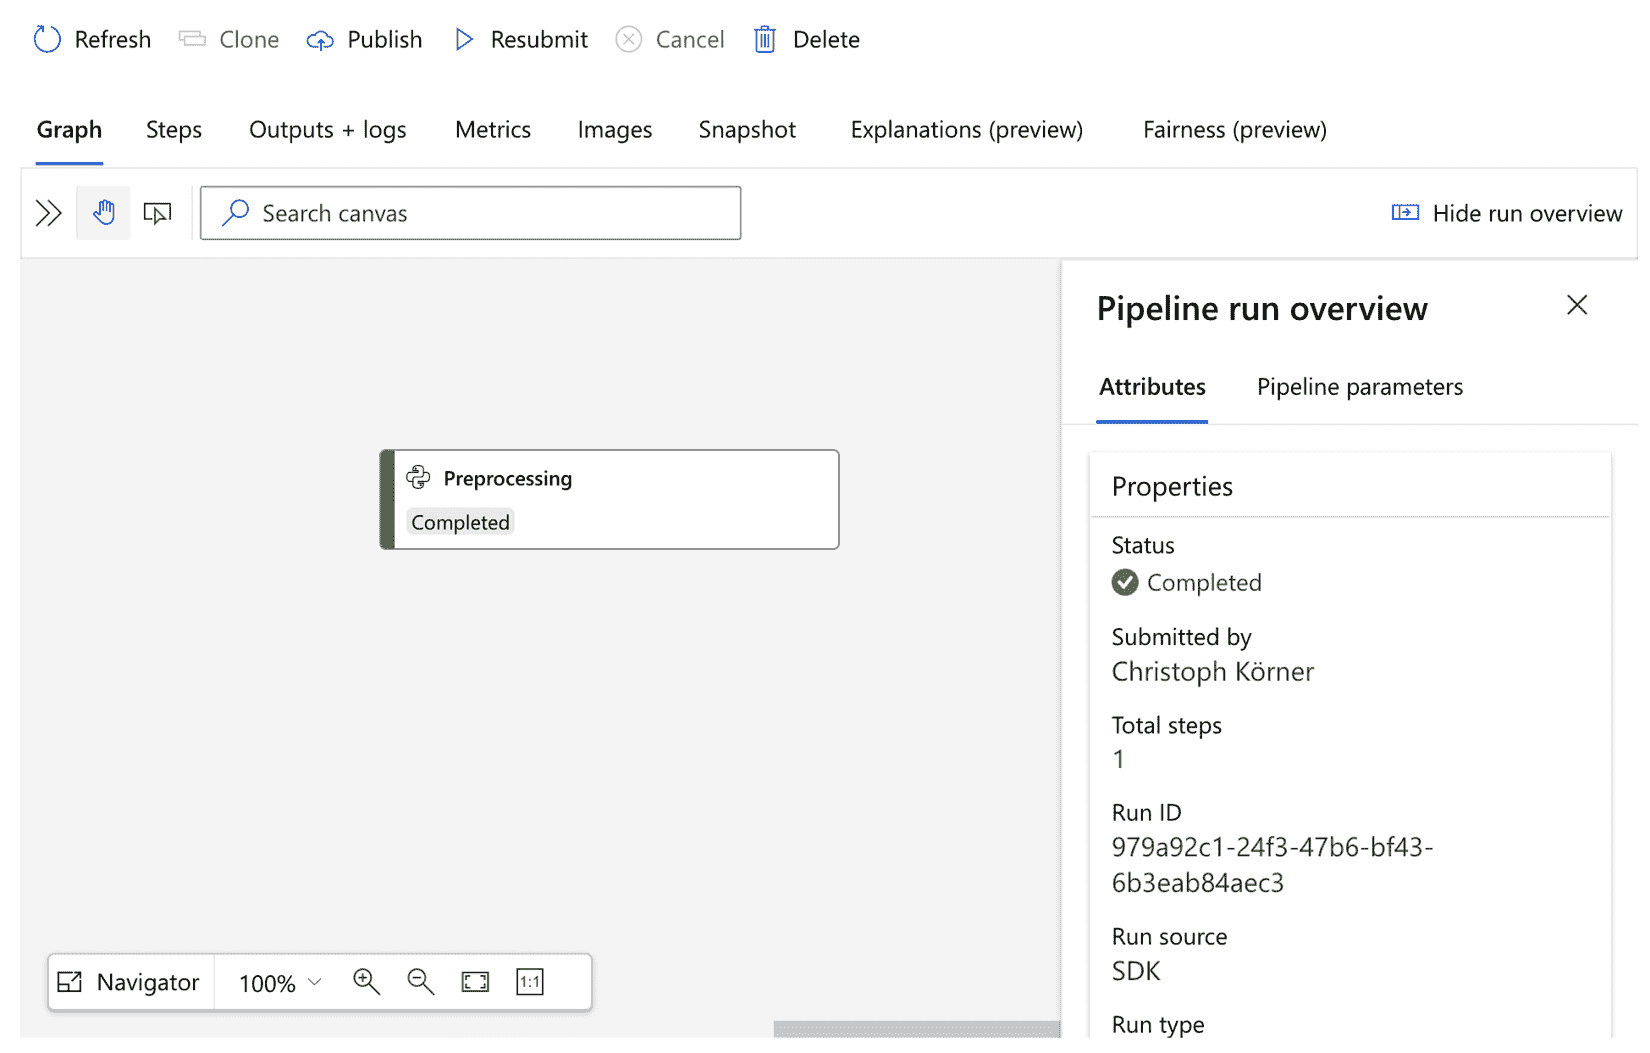 Refresh Clone Publish Resubmit Cancel Delete
Graph Steps Outputs + logs Metrics Images Snapshot Explanations (preview) Fairness (preview)
Search canvas Hide run overview
Pipeline run overview
Attributes Pipeline parameters
Preprocessing
Completed
Properties
Status
Completed
Submitted by
Christoph Körner
Total steps
1
Run ID
979a92c1-24f3-47b6-bf43-
6b3eab84aec3
Run source
SDK
Run type
Navigator 100% 1:1